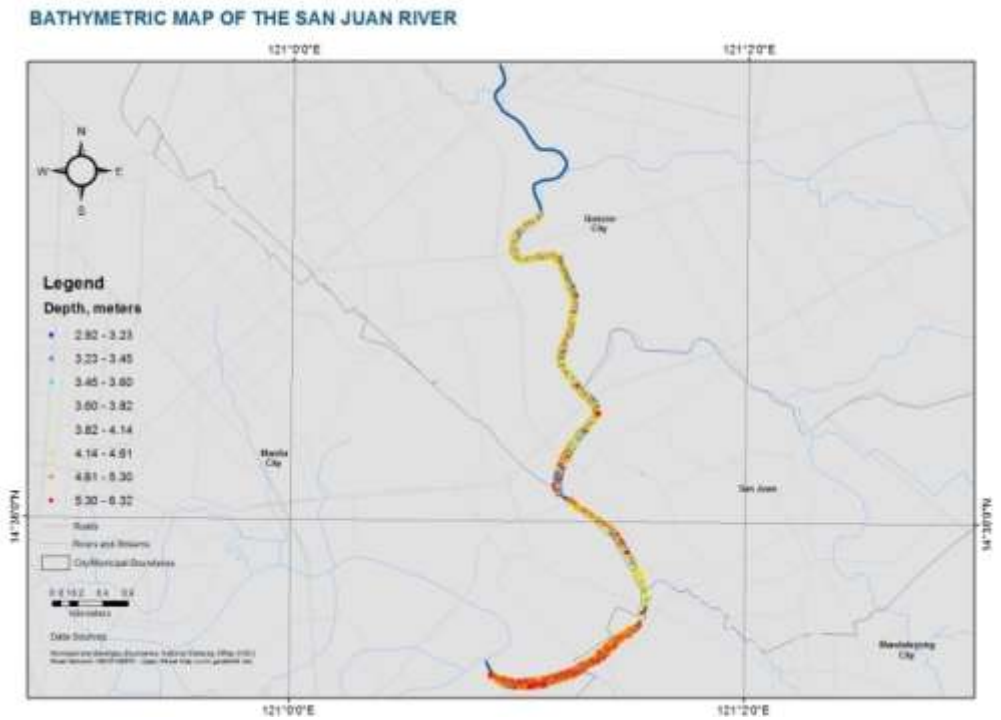 BATHYMETRIC MAP OF THE SAN JUAN RIVER
121°0'0"E
121°2'0"E
N
W
E
S
Quezon
City
Legend
Depth, meters
2.92 - 3.23
3.23 - 3.45
3.45 - 3.60
3.60 - 3.82
3.82 - 4.14
4.14 - 4.61
4.61 - 5.30
5.30 - 6.32
Manila
City
San Juan
14°36'0"N
14°36'0"N
Roads
Rivers and Streams
City/Municipal Boundaries
kilometers
Mandaluyong
City
Data Sources
121°0'0"E
121°2'0"E